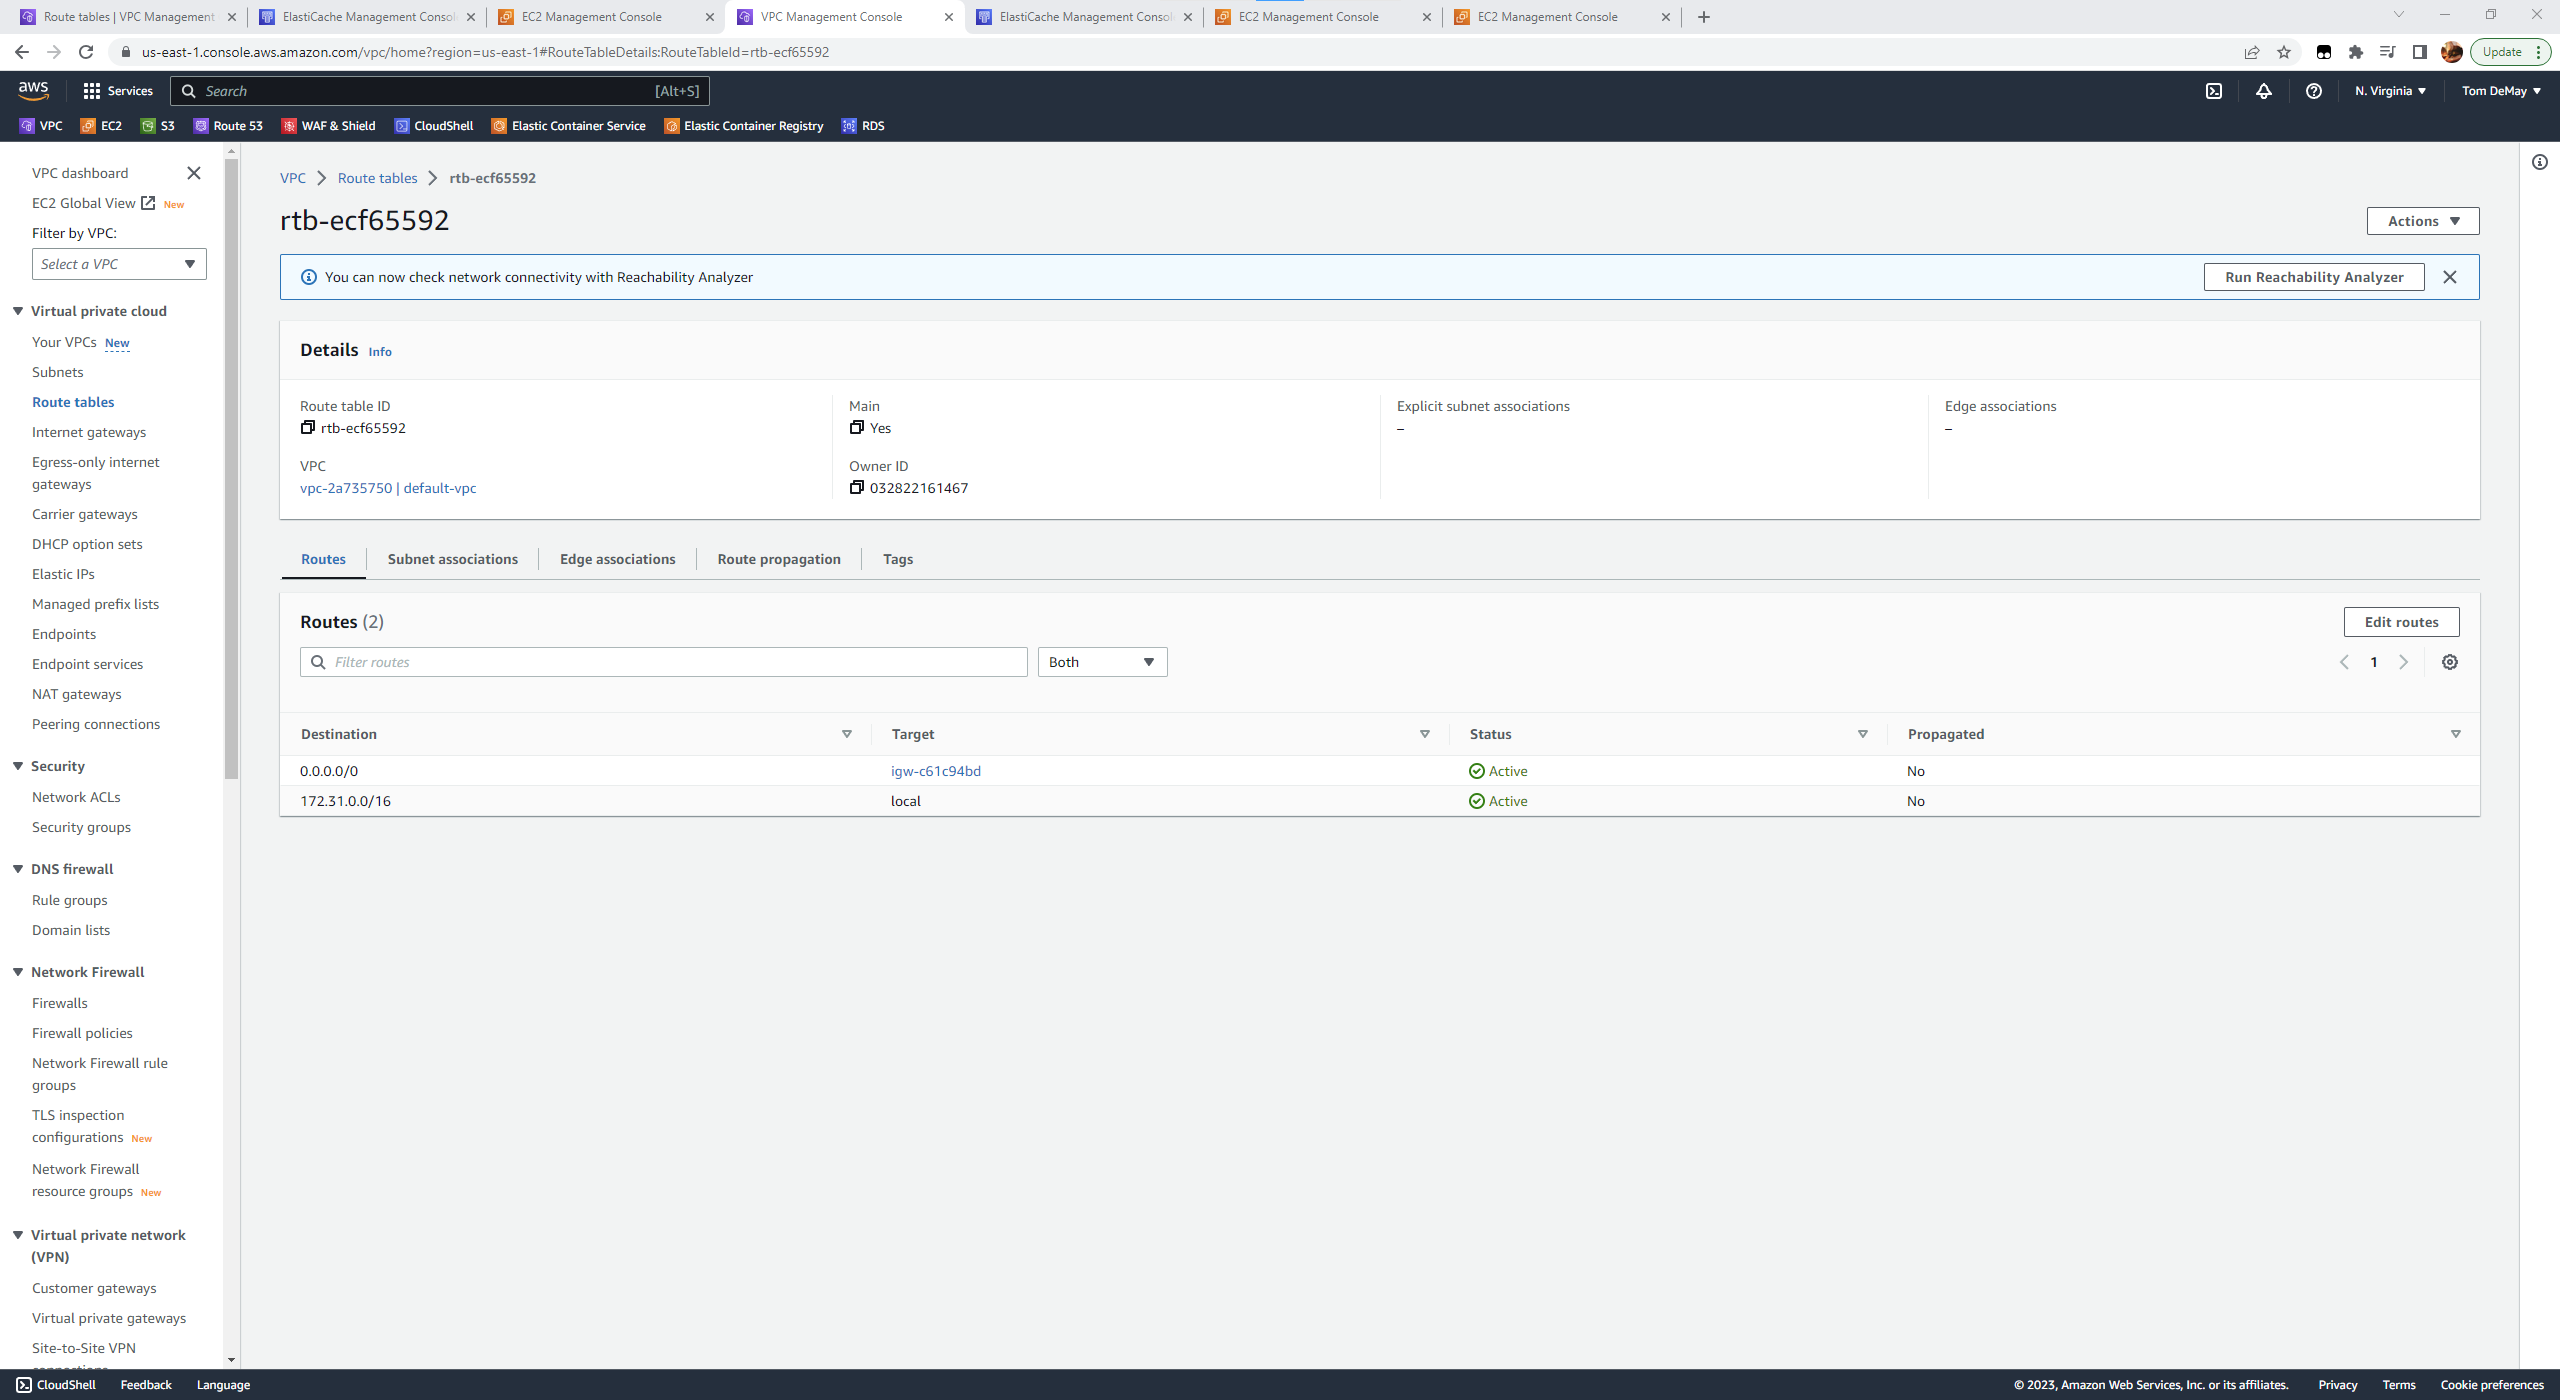 Route tables | VPC Management
ElastiCache Management Consol
EC2 Management Console
VPC Management Console
ElastiCache Management Consol
EC2 Management Console
EC2 Management Console
us-east-1.console.aws.amazon.com/vpc/home?region=us-east-1#RouteTableDetails:RouteTableId=rtb-ecf65592
Update
aws
Services
Search
[Alt+S]
N. Virginia
Tom DeMay
VPC
EC2
S3
Route 53
WAF & Shield
CloudShell
Elastic Container Service
Elastic Container Registry
RDS
VPC dashboard
EC2 Global View New
Filter by VPC:
Select a VPC
Virtual private cloud
Your VPCs New
Subnets
Route tables
Internet gateways
Egress-only internet
gateways
Carrier gateways
DHCP option sets
Elastic IPs
Managed prefix lists
Endpoints
Endpoint services
NAT gateways
Peering connections
Security
Network ACLs
Security groups
DNS firewall
Rule groups
Domain lists
Network Firewall
Firewalls
Firewall policies
Network Firewall rule
groups
TLS inspection
configurations New
Network Firewall
resource groups New
Virtual private network
(VPN)
Customer gateways
Virtual private gateways
Site-to-Site VPN
VPC
Route tables
rtb-ecf65592
rtb-ecf65592
Actions
You can now check network connectivity with Reachability Analyzer
Run Reachability Analyzer
Details Info
Route table ID
rtb-ecf65592
Main
Yes
Explicit subnet associations
–
Edge associations
–
VPC
vpc-2a735750 | default-vpc
Owner ID
032822161467
Routes
Subnet associations
Edge associations
Route propagation
Tags
Routes (2)
Edit routes
Filter routes
Both
1
Destination Target Status Propagated
0.0.0.0/0 igw-c61c94bd Active No
172.31.0.0/16 local Active No
CloudShell
Feedback
Language
© 2023, Amazon Web Services, Inc. or its affiliates.
Privacy
Terms
Cookie preferences